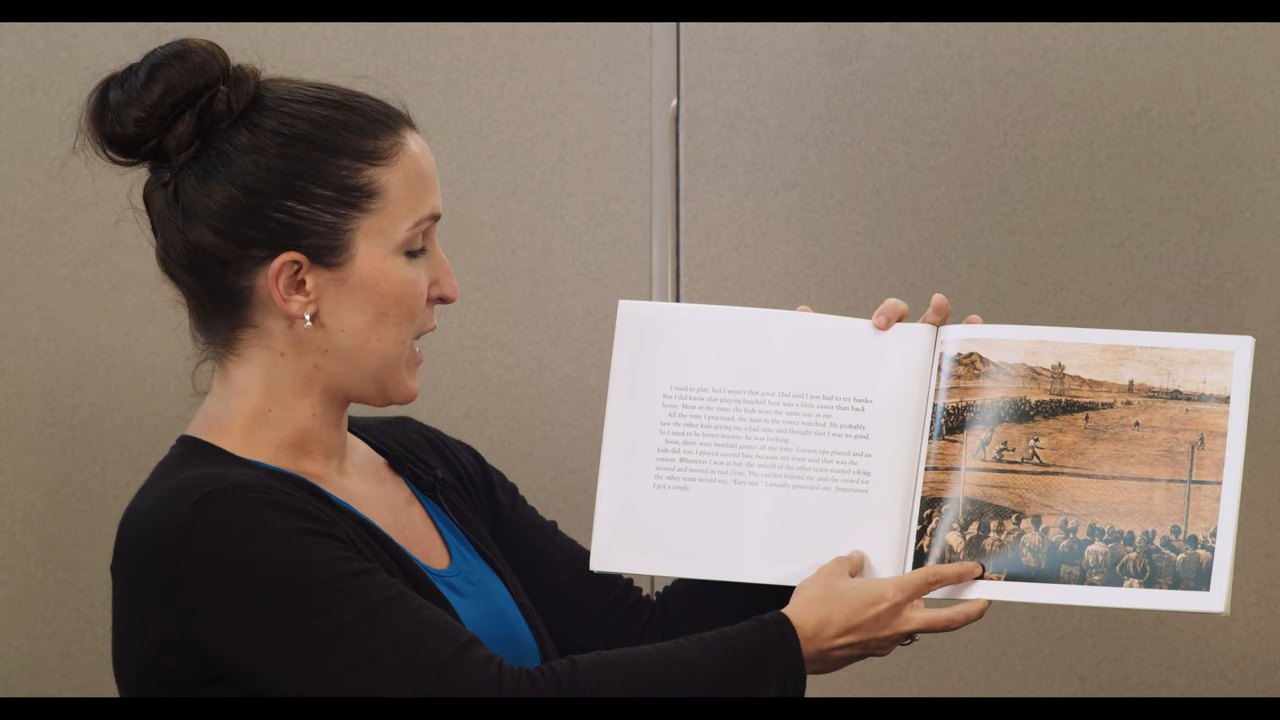 I tried to play, but I wasn't that good. Dad said I just had to try harder.
But I did know that playing baseball here was a little easier than back
home. Most of the time, the kids were the same size as me.
All the time I practiced, the man in the tower watched. He probably
saw the other kids giving me a bad time and thought that I was no good.
So I tried to be better because he was looking.
Soon, there were baseball games all the time. Grown-ups played and us
kids did, too. I played second base because my team said that was the
easiest. Whenever I was at bat, the infield of the other team started joking
around and moved in real close. The catcher behind me and the crowd for
the other team would say, "Easy out." I usually grounded out. Sometimes
I got a single.